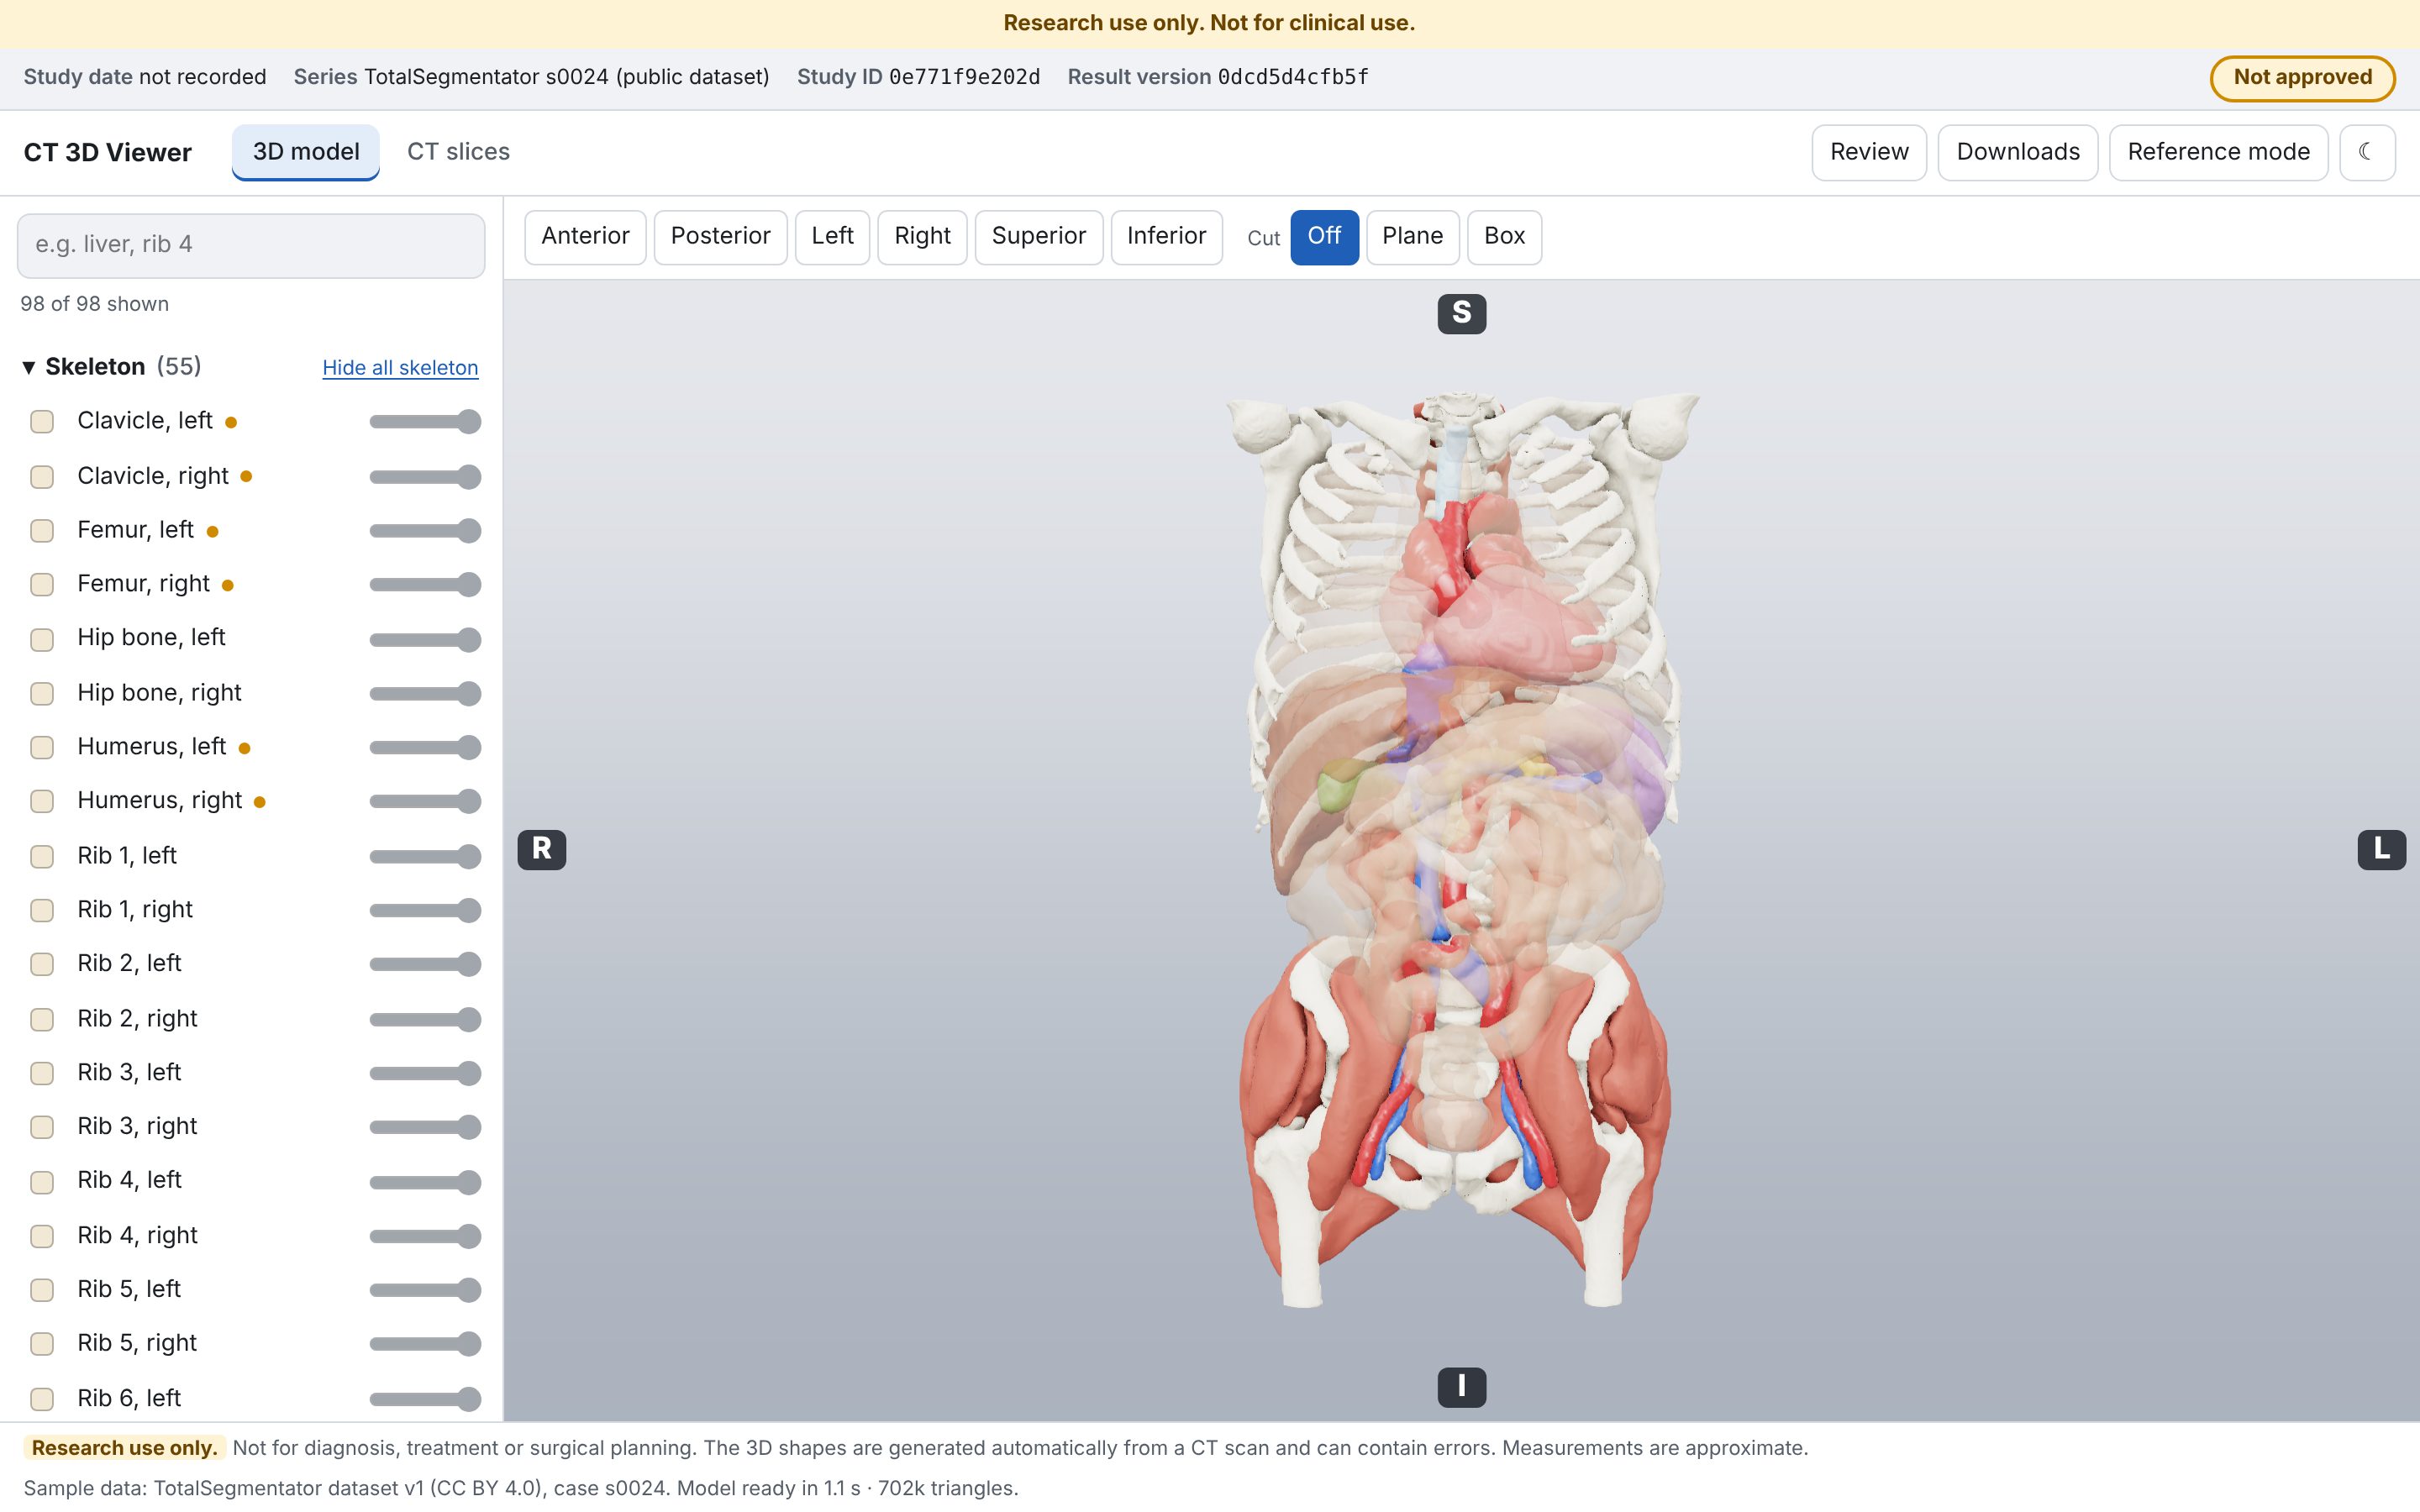 Research use only. Not for clinical use.
Study date not recorded Series TotalSegmentator s0024 (public dataset) Study ID 0e771f9e202d Result version 0dcd5d4cfb5f Not approved
CT 3D Viewer 3D model CT slices Review Downloads Reference mode
e.g. liver, rib 4
Anterior Posterior Left Right Superior Inferior Cut Off Plane Box
98 of 98 shown
Skeleton (55) Hide all skeleton
Clavicle, left
Clavicle, right
Femur, left
Femur, right
Hip bone, left
Hip bone, right
Humerus, left
Humerus, right
Rib 1, left
Rib 1, right
Rib 2, left
Rib 2, right
Rib 3, left
Rib 3, right
Rib 4, left
Rib 4, right
Rib 5, left
Rib 5, right
Rib 6, left
S
R
L
I
Research use only. Not for diagnosis, treatment or surgical planning. The 3D shapes are generated automatically from a CT scan and can contain errors. Measurements are approximate.
Sample data: TotalSegmentator dataset v1 (CC BY 4.0), case s0024. Model ready in 1.1 s · 702k triangles.